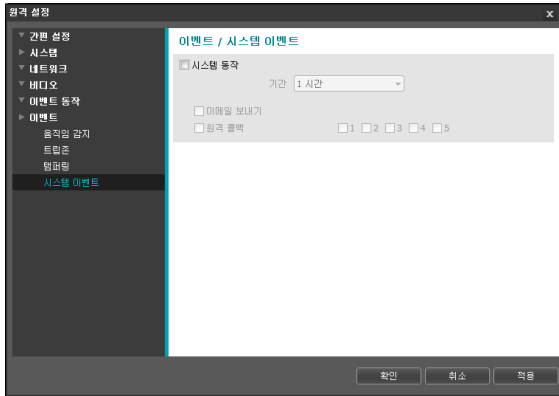 원격 설정 x
간편 설정
시스템
네트워크
비디오
이벤트 동작
이벤트
움직임 감지
트립존
탬퍼링
시스템 이벤트
이벤트 / 시스템 이벤트
시스템 동작
기간 1 시간
이메일 보내기
원격 콜백 1 2 3 4 5
확인 취소 적용